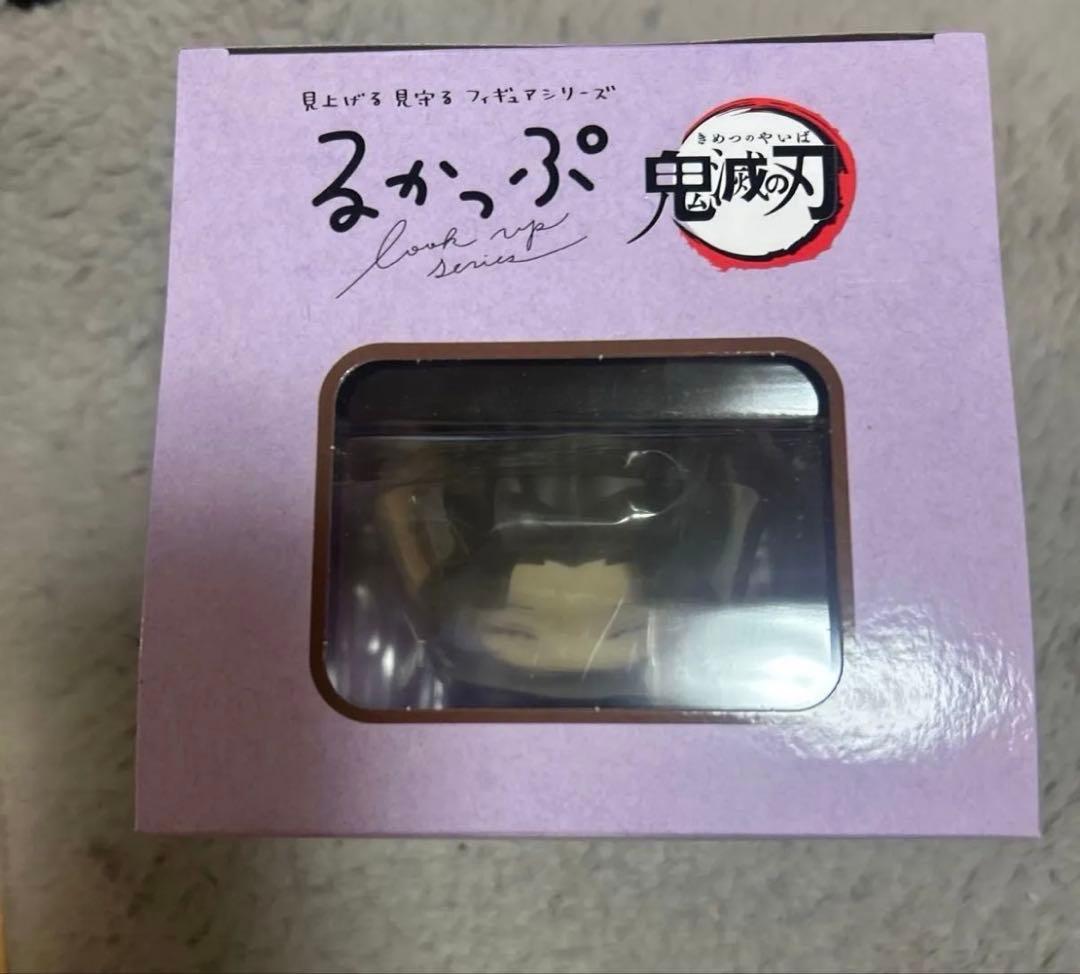 見上げる 見守る フィギュアシリーズ
るかっぷ
look up
series
きめつのやいば
鬼滅の刃